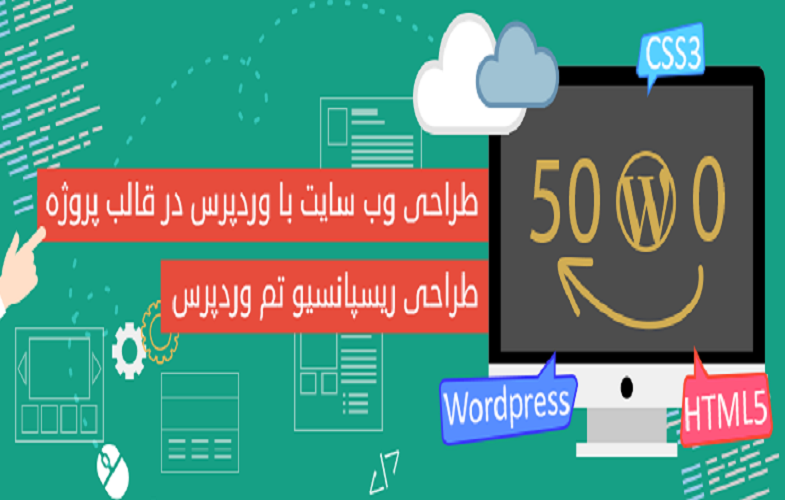 CSS3
50 W 0
طراحی وب سایت با وردپرس در قالب پروژه
طراحی ریسپانسیو تم وردپرس
Wordpress
HTML5
</>